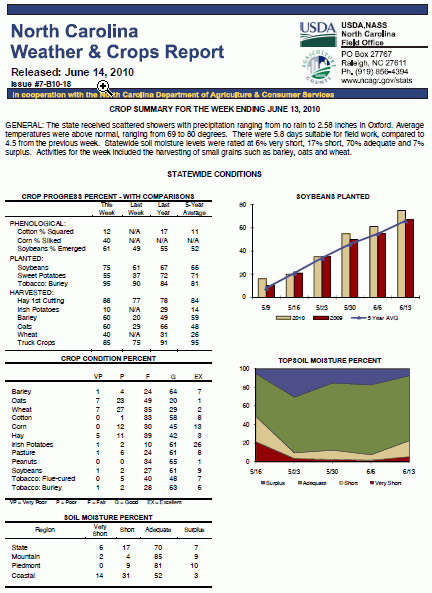 North Carolina
Weather & Crops Report
Released: June 14, 2010
Issue #7-B10-18
USDA
USDA, NASS
North Carolina
Field Office
PO Box 27767
Raleigh, NC 27611
Ph. (919) 856-4394
www.ncagr.gov/stats
In cooperation with the North Carolina Department of Agriculture & Consumer Services
CROP SUMMARY FOR THE WEEK ENDING JUNE 13, 2010
GENERAL: The state received scattered showers with precipitation ranging from no rain to 2.58 inches in Oxford. Average
temperatures were above normal, ranging from 69 to 80 degrees. There were 5.8 days suitable for field work, compared to
4.5 from the previous week. Statewide soil moisture levels were rated at 6% very short, 17% short, 70% adequate and 7%
surplus. Activities for the week included the harvesting of small grains such as barley, oats and wheat.
STATEWIDE CONDITIONS
CROP PROGRESS PERCENT - WITH COMPARISONS
This Week Last Week Last Year 5-Year Average
PHENOLOGICAL:
Cotton % Squared 12 N/A 17 11
Corn % Silked 40 N/A N/A N/A
Soybeans % Emerged 61 49 55 52
PLANTED:
Soybeans 75 61 67 66
Sweet Potatoes 55 37 72 71
Tobacco: Burley 95 90 84 81
HARVESTED:
Hay 1st Cutting 88 77 78 84
Irish Potatoes 10 N/A 29 14
Barley 60 20 49 59
Oats 60 29 66 48
Wheat 40 N/A 31 26
Truck Crops 85 75 91 95
SOYBEANS PLANTED
80
60
40
20
0
5/9 5/16 5/23 5/30 6/6 6/13
2010 2009 5 Year AVG
CROP CONDITION PERCENT
VP P F G EX
Barley 1 4 24 64 7
Oats 7 23 49 20 1
Wheat 7 27 35 29 2
Cotton 0 1 33 58 8
Corn 0 12 30 45 13
Hay 5 11 39 42 3
Irish Potatoes 1 2 10 61 26
Pasture 1 6 24 61 8
Peanuts 0 0 34 65 1
Soybeans 1 2 27 61 9
Tobacco: Flue-cured 0 5 40 48 7
Tobacco: Burley 1 2 28 63 6
VP = Very Poor P = Poor F = Fair G = Good EX = Excellent
TOPSOIL MOISTURE PERCENT
100
80
60
40
20
0
5/16 5/23 5/30 6/6 6/13
Surplus Adequate Short Very Short
SOIL MOISTURE PERCENT
Region Very Short Short Adequate Surplus
State 6 17 70 7
Mountain 2 4 85 9
Piedmont 0 9 81 10
Coastal 14 31 52 3